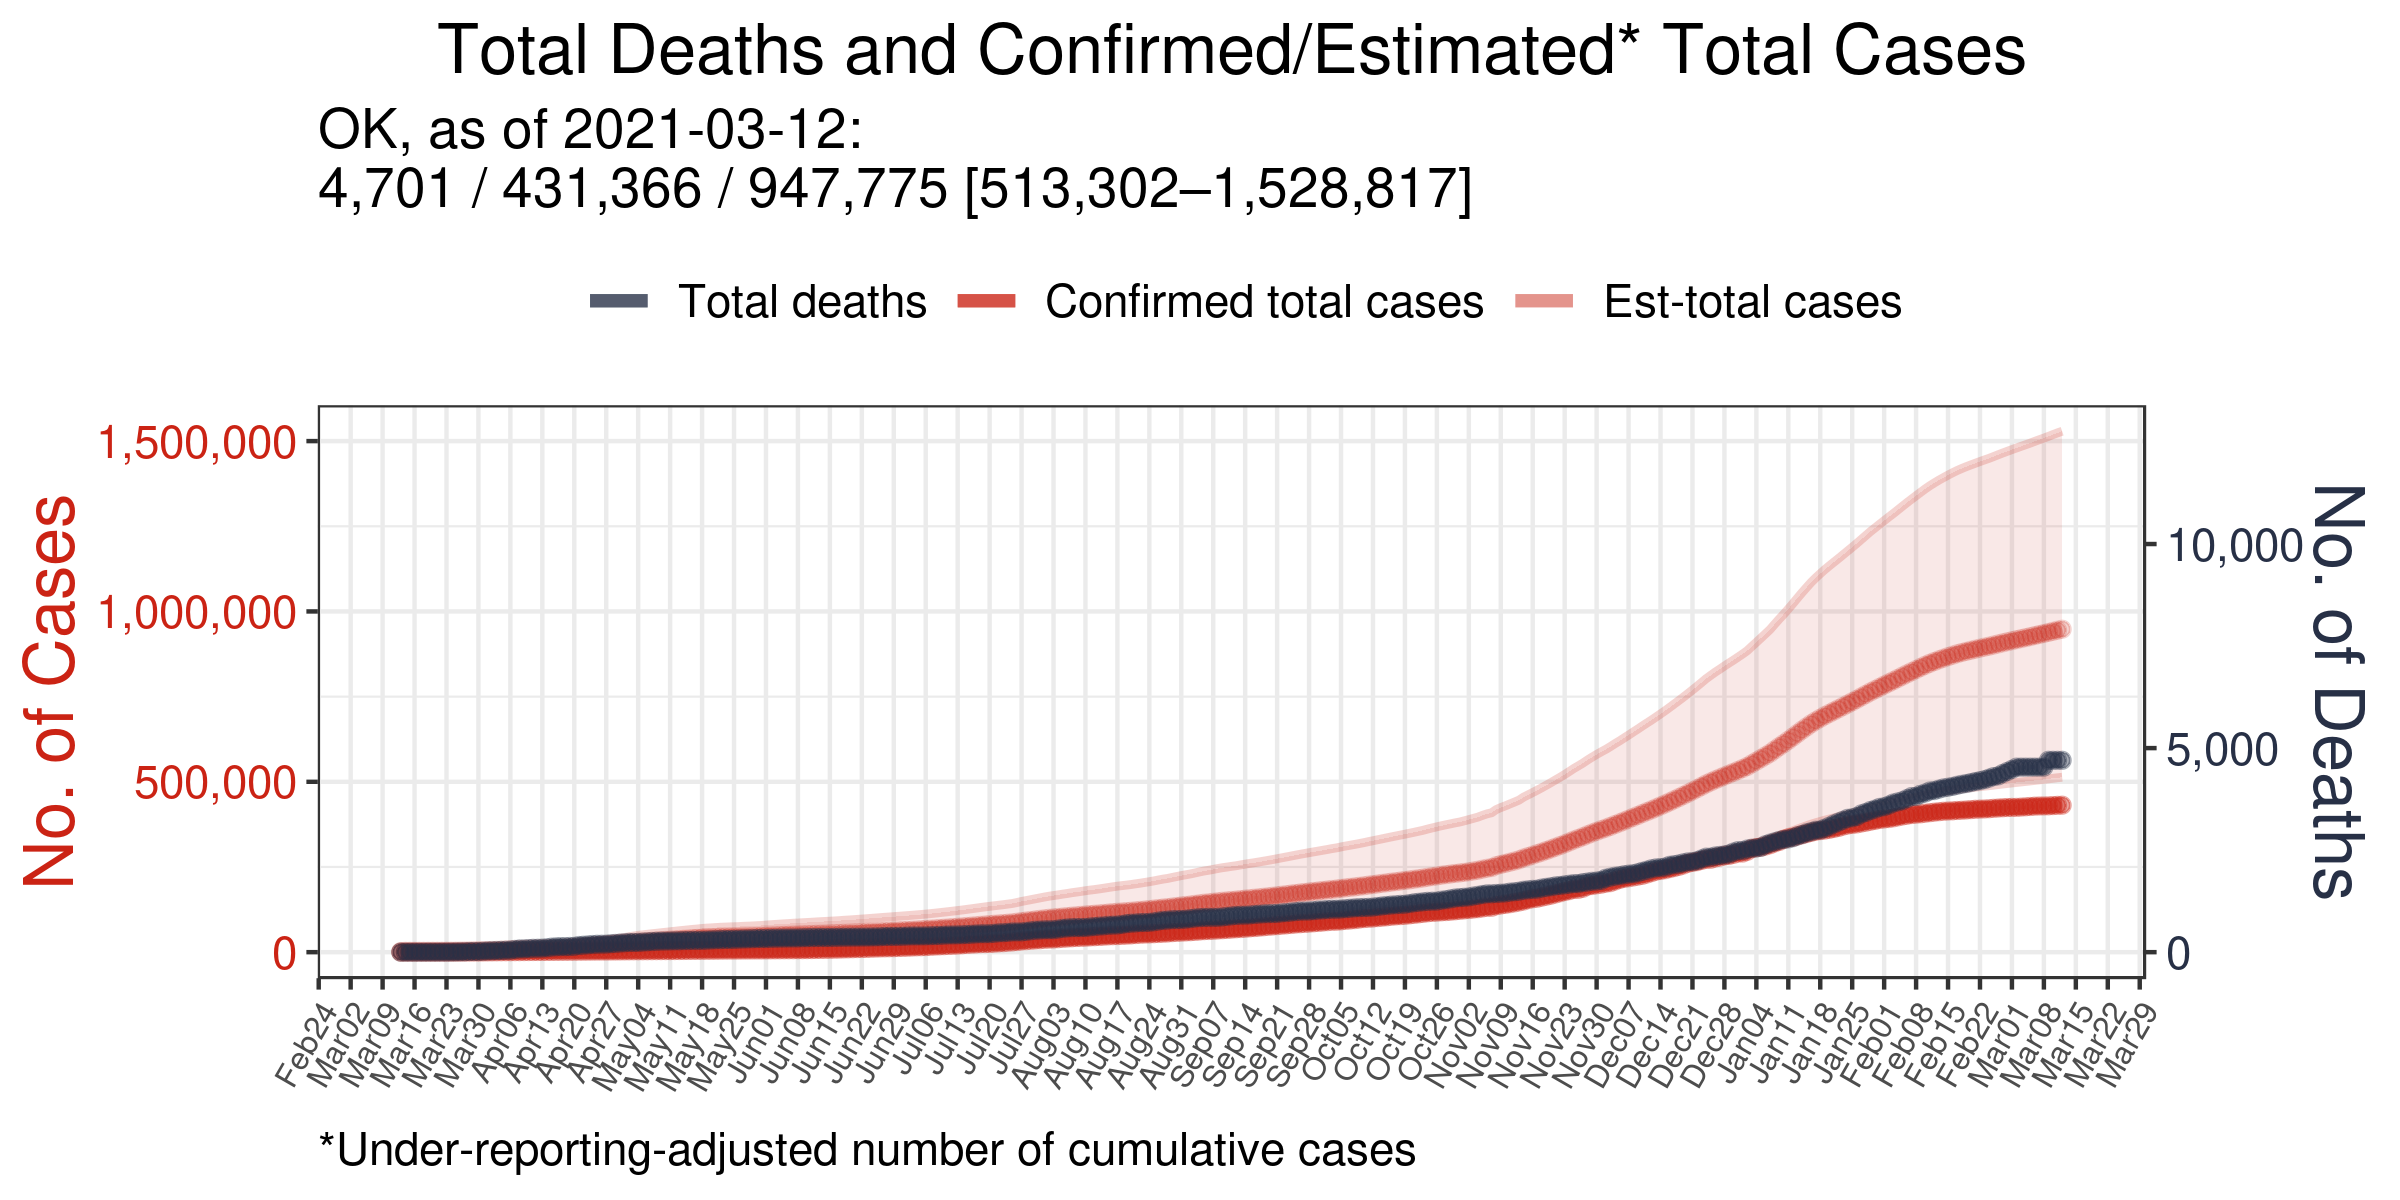 Total Deaths and Confirmed/Estimated* Total Cases
OK, as of 2021-03-12:
4,701 / 431,366 / 947,775 [513,302–1,528,817]
Total deaths
Confirmed total cases
Est-total cases
No. of Cases
1,500,000
1,000,000
500,000
0
10,000
5,000
0
No. of Deaths
Feb24
Mar02
Mar09
Mar16
Mar23
Mar30
Apr06
Apr13
Apr20
Apr27
May04
May11
May18
May25
Jun01
Jun08
Jun15
Jun22
Jun29
Jul06
Jul13
Jul20
Jul27
Aug03
Aug10
Aug17
Aug24
Aug31
Sep07
Sep14
Sep21
Sep28
Oct05
Oct12
Oct19
Oct26
Nov02
Nov09
Nov16
Nov23
Nov30
Dec07
Dec14
Dec21
Dec28
Jan04
Jan11
Jan18
Jan25
Feb01
Feb08
Feb15
Feb22
Mar01
Mar08
Mar15
Mar22
Mar29
*Under-reporting-adjusted number of cumulative cases